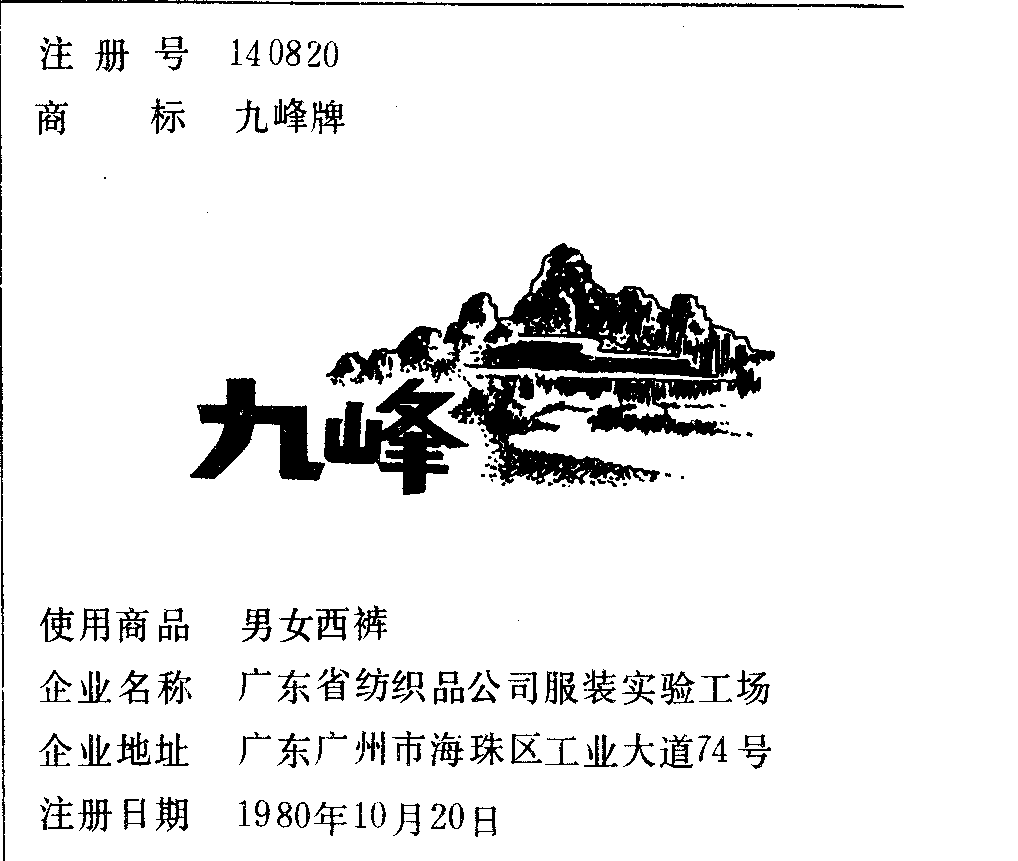 注册号 140820
商标 九峰牌
九峰
使用商品 男女西裤
企业名称 广东省纺织品公司服装实验工场
企业地址 广东广州市海珠区工业大道74号
注册日期 1980年10月20日